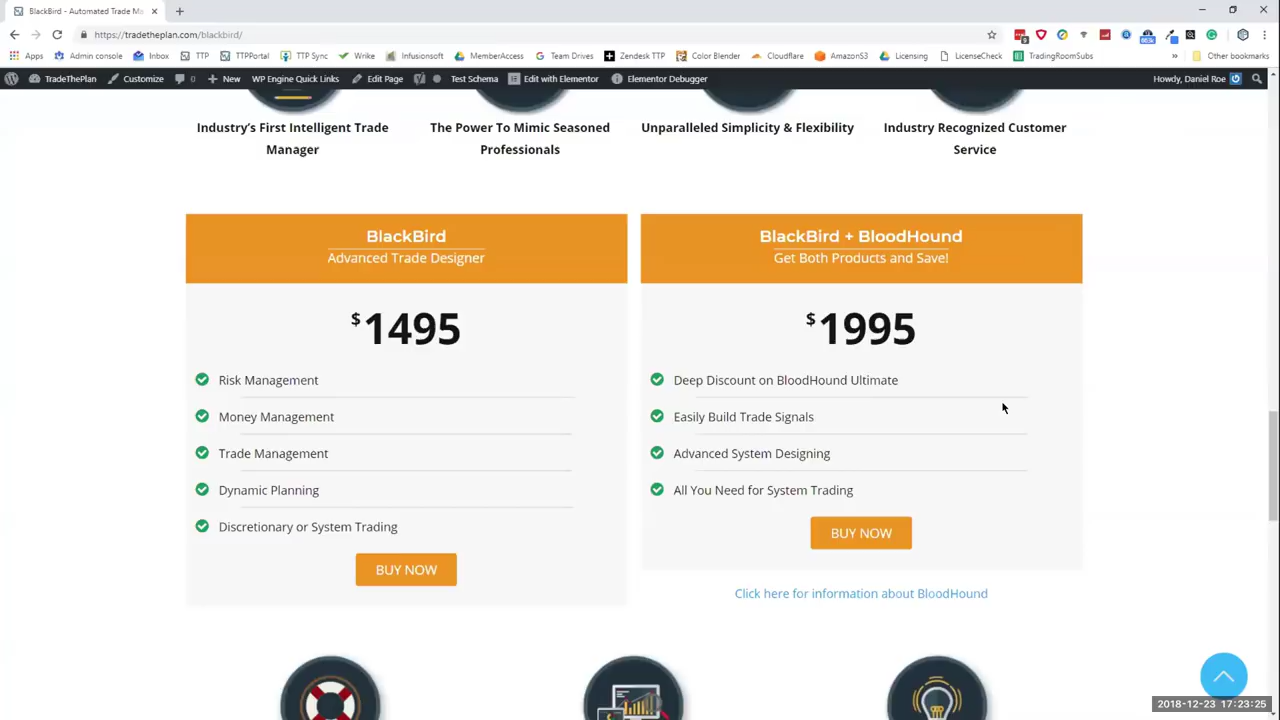 BlackBird - Automated Trade Mo
https://tradetheplan.com/blackbird/
Apps Admin console Inbox TTP TTPPortal TTP Sync Wrike Infusionsoft MemberAccess Team Drives Zendesk TTP Color Blender Cloudflare AmazonS3 Licensing LicenseCheck TradingRoomSubs » Other bookmarks
TradeThePlan Customize 0 + New WP Engine Quick Links Edit Page Test Schema Edit with Elementor Elementor Debugger Howdy, Daniel Roe
Industry's First Intelligent Trade
Manager
The Power To Mimic Seasoned
Professionals
Unparalleled Simplicity & Flexibility
Industry Recognized Customer
Service
BlackBird
Advanced Trade Designer
$1495
Risk Management
Money Management
Trade Management
Dynamic Planning
Discretionary or System Trading
BUY NOW
BlackBird + BloodHound
Get Both Products and Save!
$1995
Deep Discount on BloodHound Ultimate
Easily Build Trade Signals
Advanced System Designing
All You Need for System Trading
BUY NOW
Click here for information about BloodHound
2018-12-23 17:23:25